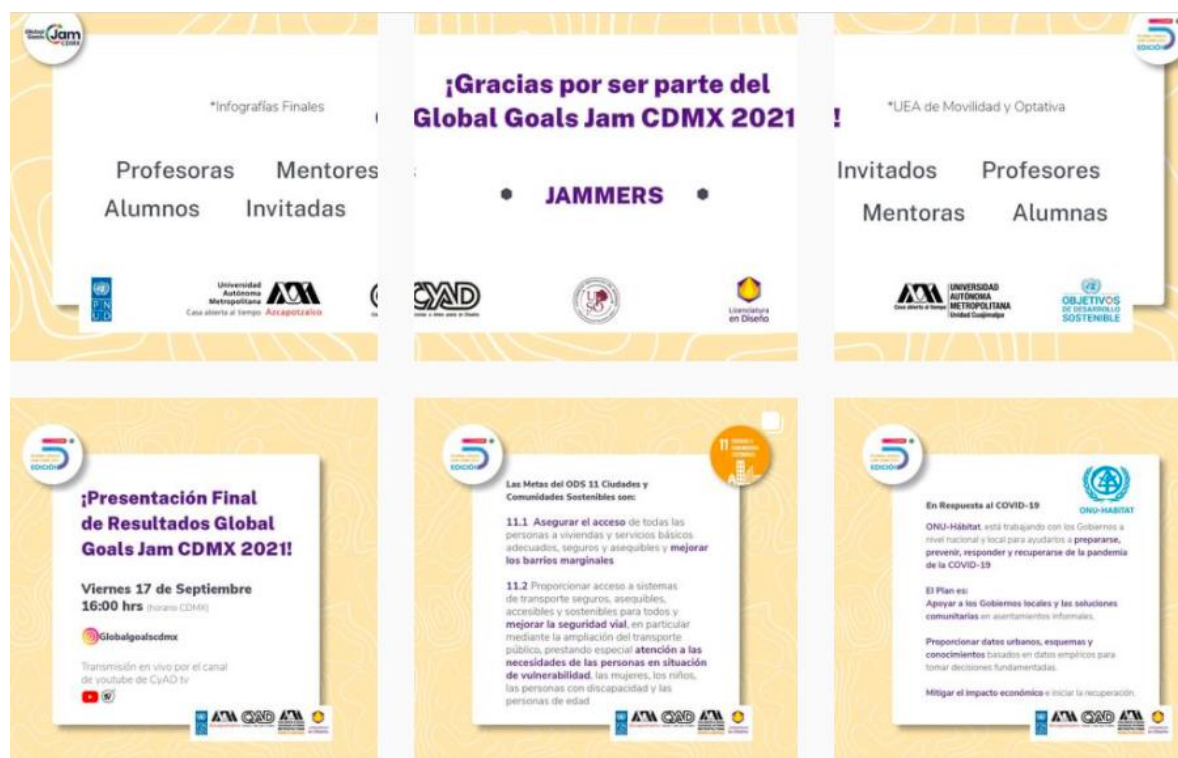 Global Goals Jam CDMX
*Infografías Finales
Profesoras Mentores
Alumnos Invitadas
PNUD
Universidad
Autónoma
Metropolitana
Casa abierta al tiempo Azcapotzalco
¡Gracias por ser parte del
Global Goals Jam CDMX 2021
JAMMERS
CYAD
Licenciatura
en Diseño
EDICIÓN
!
*UEA de Movilidad y Optativa
Invitados Profesores
Mentoras Alumnas
Casa abierta al tiempo
UNIVERSIDAD
AUTÓNOMA
METROPOLITANA
Unidad Cuajimalpa
OBJETIVOS
DE DESARROLLO
SOSTENIBLE
EDICIÓN
¡Presentación Final
de Resultados Global
Goals Jam CDMX 2021!
Viernes 17 de Septiembre
16:00 hrs (horario CDMX)
Globalgoalscdmx
Transmisión en vivo por el canal
de youtube de CyAD tv
CYAD
EDICIÓN
11 CIUDADES Y
COMUNIDADES
SOSTENIBLES
Las Metas del ODS 11 Ciudades y
Comunidades Sostenibles son:
11.1 Asegurar el acceso de todas las
personas a viviendas y servicios básicos
adecuados, seguros y asequibles y mejorar
los barrios marginales
11.2 Proporcionar acceso a sistemas
de transporte seguros, asequibles,
accesibles y sostenibles para todos y
mejorar la seguridad vial, en particular
mediante la ampliación del transporte
público, prestando especial atención a las
necesidades de las personas en situación
de vulnerabilidad, las mujeres, los niños,
las personas con discapacidad y las
personas de edad
CYAD
EDICIÓN
ONU-HABITAT
En Respuesta al COVID-19
ONU-Hábitat, está trabajando con los Gobiernos a
nivel nacional y local para ayudarlos a prepararse,
prevenir, responder y recuperarse de la pandemia
de la COVID-19
El Plan es:
Apoyar a los Gobiernos locales y las soluciones
comunitarias en asentamientos informales.
Proporcionar datos urbanos, esquemas y
conocimientos basados en datos empíricos para
tomar decisiones fundamentadas.
Mitigar el impacto económico e iniciar la recuperación.
CYAD